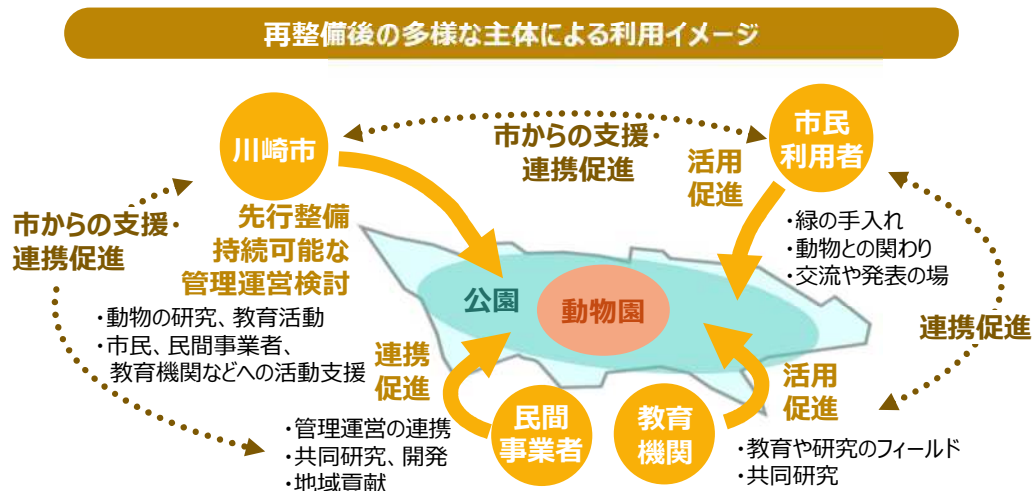 再整備後の多様な主体による利用イメージ
川崎市
市からの支援・
連携促進
市民
利用者
活用
促進
市からの支援・
連携促進
先行整備
持続可能な
管理運営検討
・動物の研究、教育活動
・市民、民間事業者、
教育機関などへの活動支援
・緑の手入れ
・動物との関わり
・交流や発表の場
公園
動物園
連携促進
連携
促進
活用
促進
民間
事業者
教育
機関
・管理運営の連携
・共同研究、開発
・地域貢献
・教育や研究のフィールド
・共同研究